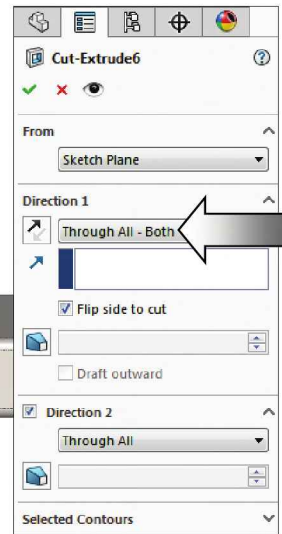 Cut-Extrude6
From
Sketch Plane
Direction 1
Through All - Both
Flip side to cut
Draft outward
Direction 2
Through All
Selected Contours